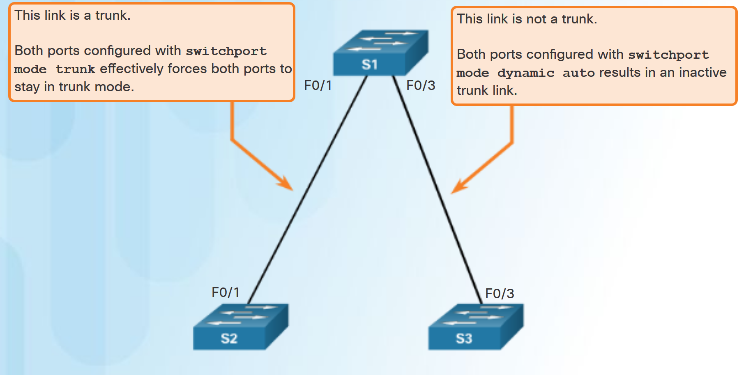 This link is a trunk.
Both ports configured with switchport
mode trunk effectively forces both ports to
stay in trunk mode.
This link is not a trunk.
Both ports configured with switchport
mode dynamic auto results in an inactive
trunk link.
S1
F0/1
F0/3
F0/1
F0/3
S2
S3